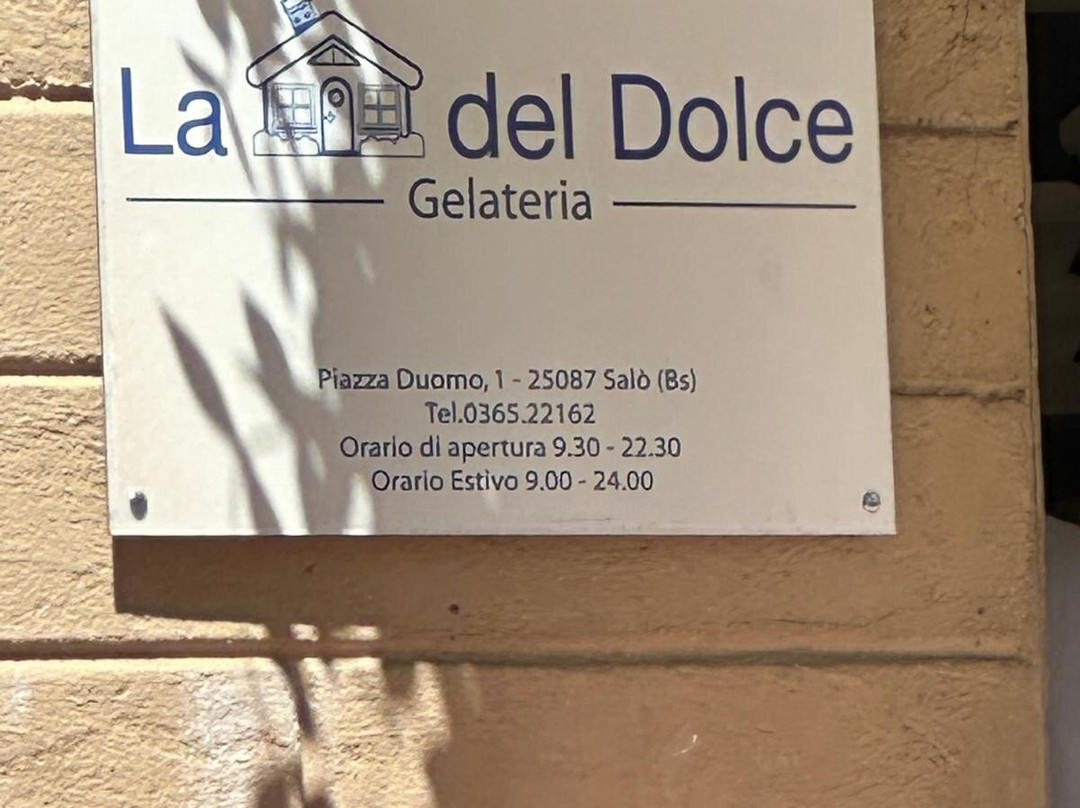 La del Dolce
Gelateria
Piazza Duomo, 1 - 25087 Salò (Bs)
Tel.0365.22162
Orario di apertura 9.30 - 22.30
Orario Estivo 9.00 - 24.00